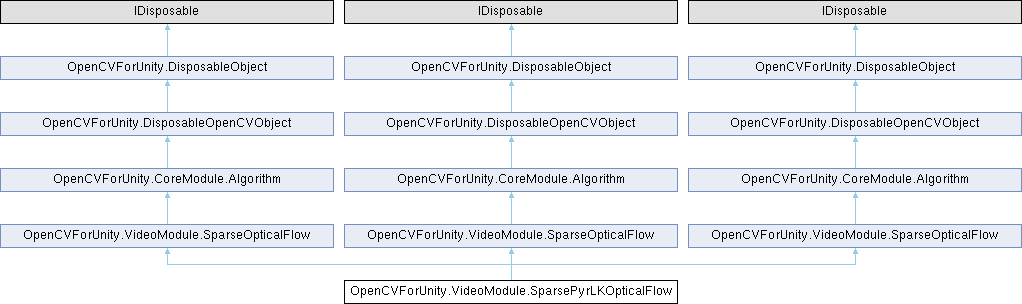 IDisposable IDisposable IDisposable
OpenCVForUnity.DisposableObject OpenCVForUnity.DisposableObject OpenCVForUnity.DisposableObject
OpenCVForUnity.DisposableOpenCVObject OpenCVForUnity.DisposableOpenCVObject OpenCVForUnity.DisposableOpenCVObject
OpenCVForUnity.CoreModule.Algorithm OpenCVForUnity.CoreModule.Algorithm OpenCVForUnity.CoreModule.Algorithm
OpenCVForUnity.VideoModule.SparseOpticalFlow OpenCVForUnity.VideoModule.SparseOpticalFlow OpenCVForUnity.VideoModule.SparseOpticalFlow
OpenCVForUnity.VideoModule.SparsePyrLKOpticalFlow